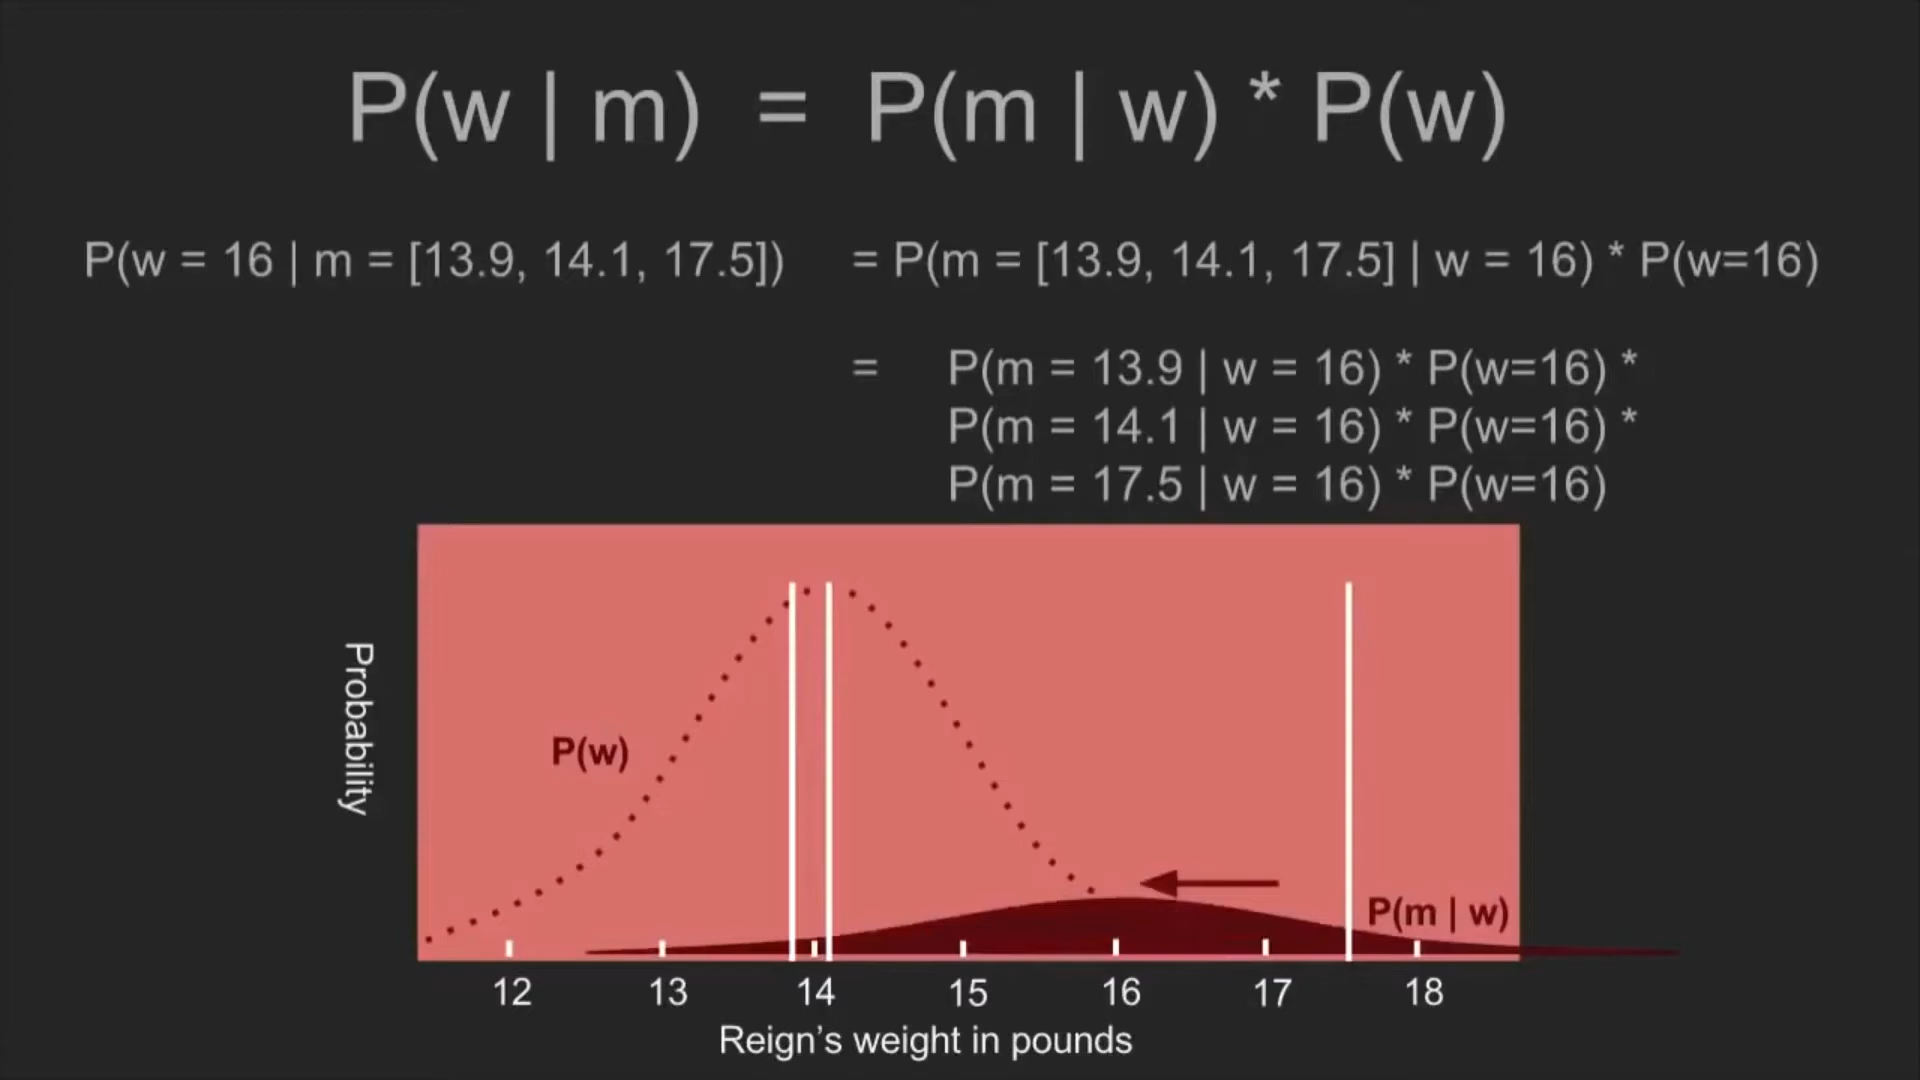 P(w | m) = P(m | w) * P(w)
P(w = 16 | m = [13.9, 14.1, 17.5]) = P(m = [13.9, 14.1, 17.5] | w = 16) * P(w=16)
= P(m = 13.9 | w = 16) * P(w=16) *
P(m = 14.1 | w = 16) * P(w=16) *
P(m = 17.5 | w = 16) * P(w=16)
Probability
P(w)
P(m | w)
12 13 14 15 16 17 18
Reign’s weight in pounds